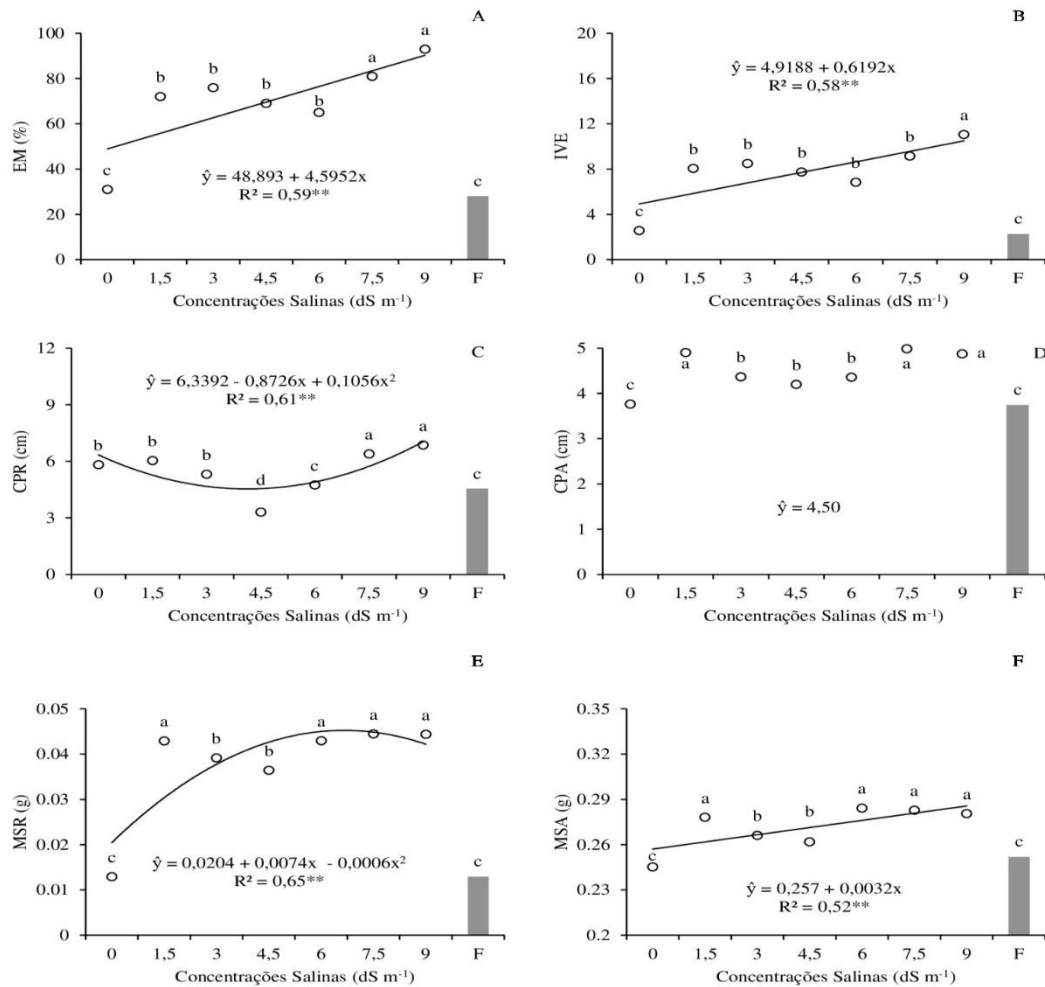 A
100
80
60
40
20
0
EM (%)
c
b
b
b
b
a
a
c
ŷ = 48,893 + 4,5952x
R² = 0,59**
0 1,5 3 4,5 6 7,5 9 F
Concentrações Salinas (dS m⁻¹)
B
20
16
12
8
4
0
IVE
ŷ = 4,9188 + 0,6192x
R² = 0,58**
c
b
b
b
b
b
a
c
0 1,5 3 4,5 6 7,5 9 F
Concentrações Salinas (dS m⁻¹)
C
12
9
6
3
0
CPR (cm)
ŷ = 6,3392 - 0,8726x + 0,1056x²
R² = 0,61**
b
b
b
d
c
a
a
c
0 1,5 3 4,5 6 7,5 9 F
Concentrações Salinas (dS m⁻¹)
D
5
4
3
2
1
0
CPA (cm)
c
a
b
b
b
a
a
c
ŷ = 4,50
0 1,5 3 4,5 6 7,5 9 F
Concentrações Salinas (dS m⁻¹)
E
0.05
0.04
0.03
0.02
0.01
0
MSR (g)
c
a
b
b
a
a
a
c
ŷ = 0,0204 + 0,0074x - 0,0006x²
R² = 0,65**
0 1,5 3 4,5 6 7,5 9 F
Concentrações Salinas (dS m⁻¹)
F
0.35
0.32
0.29
0.26
0.23
0.2
MSA (g)
c
a
b
b
a
a
a
c
ŷ = 0,257 + 0,0032x
R² = 0,52**
0 1,5 3 4,5 6 7,5 9 F
Concentrações Salinas (dS m⁻¹)